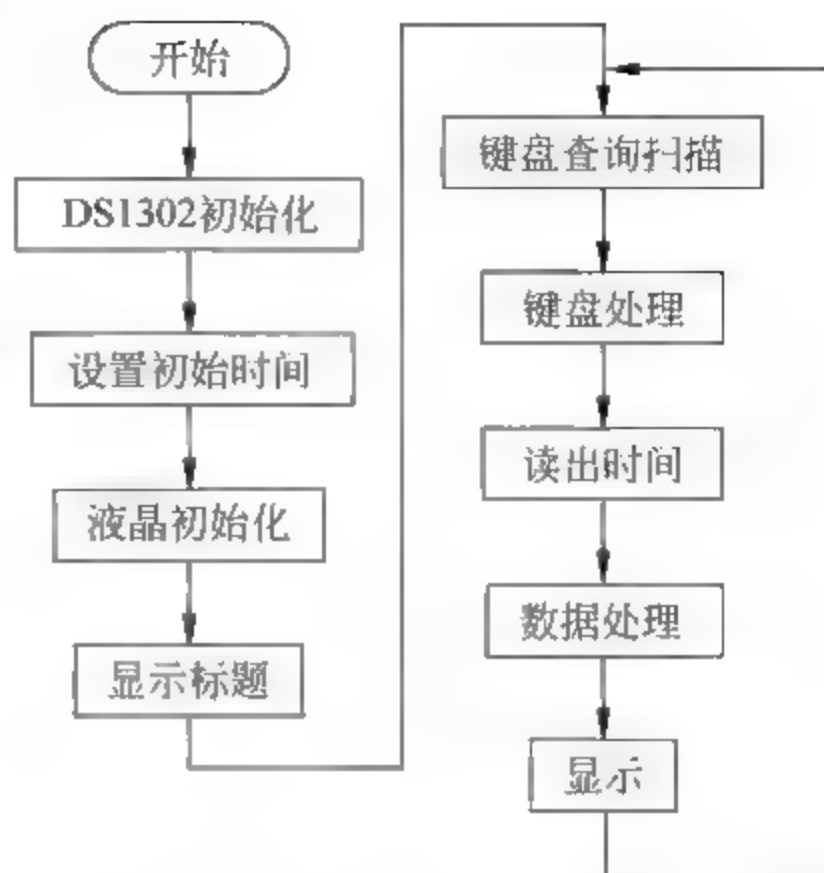 开始
DS1302初始化
设置初始时间
液晶初始化
显示标题
键盘查询扫描
键盘处理
读出时间
数据处理
显示